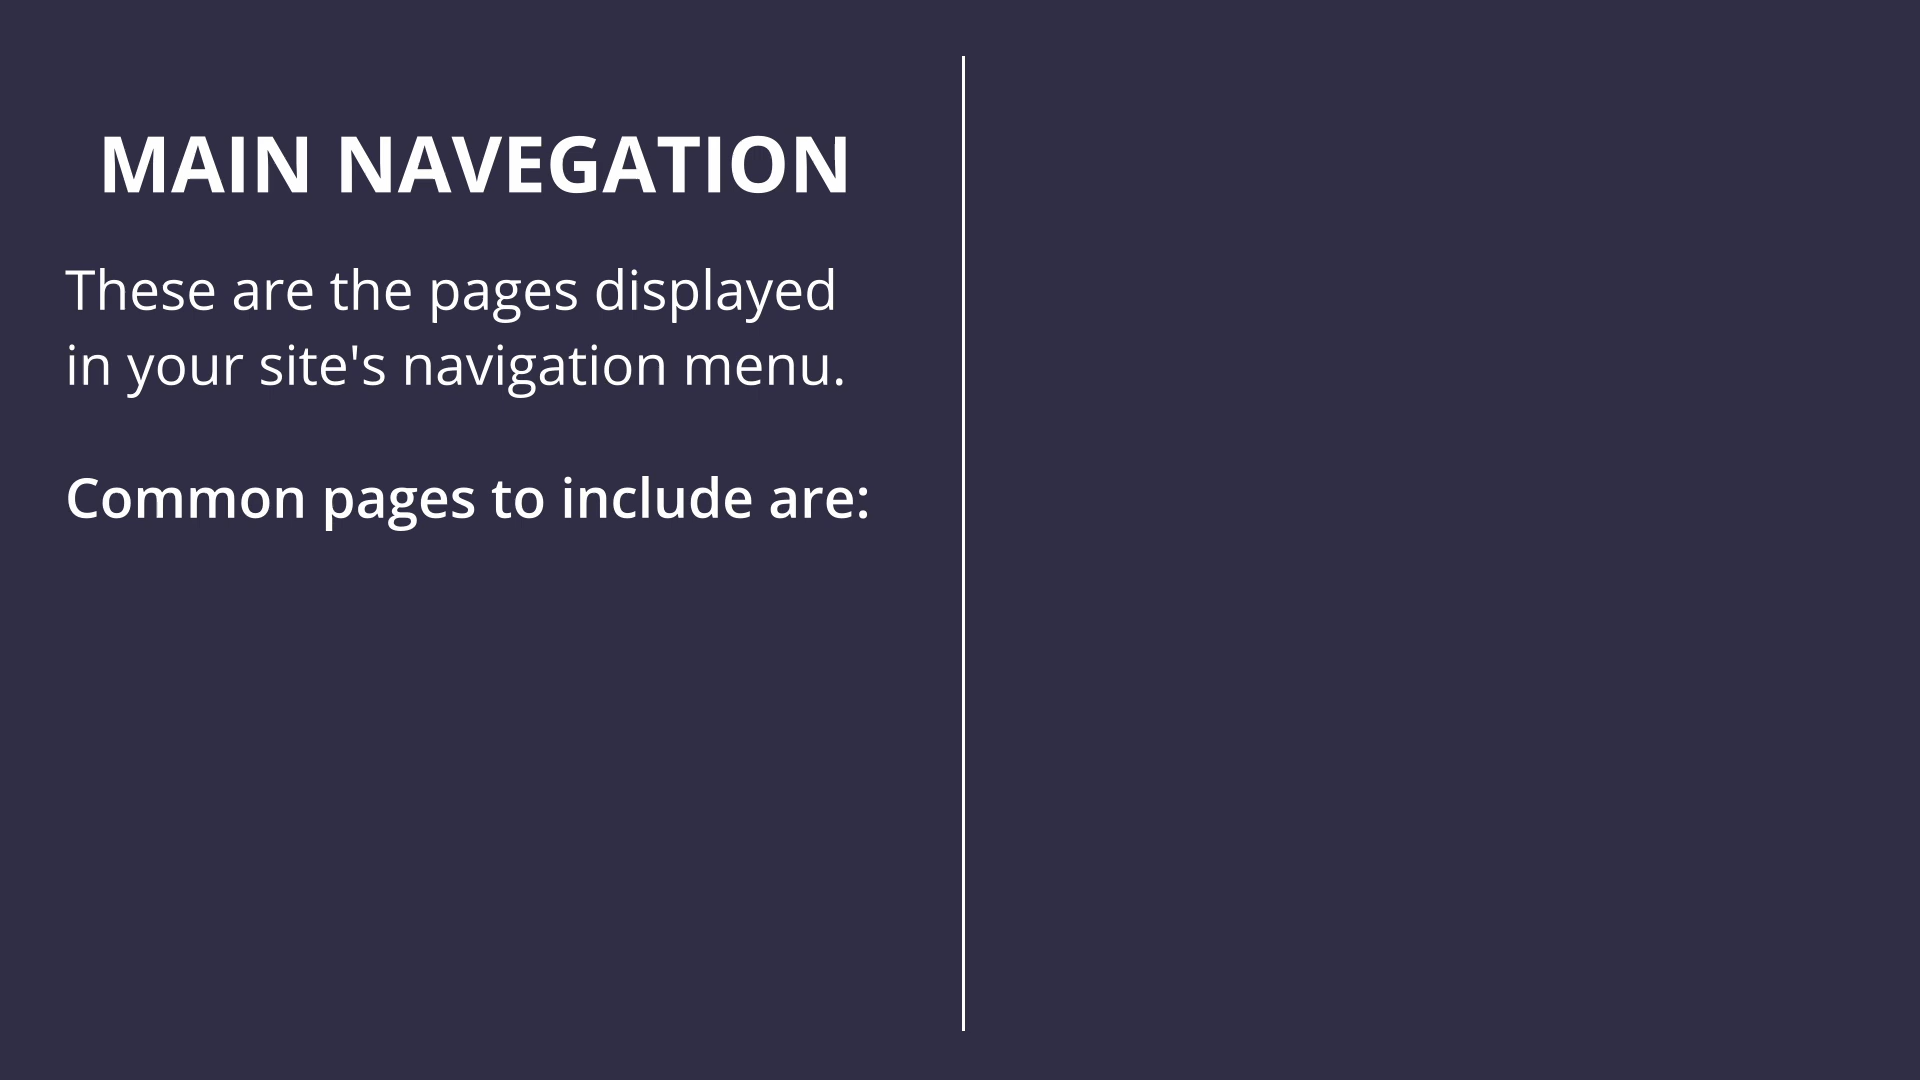 MAIN NAVEGATION
These are the pages displayed
in your site's navigation menu.
Common pages to include are: